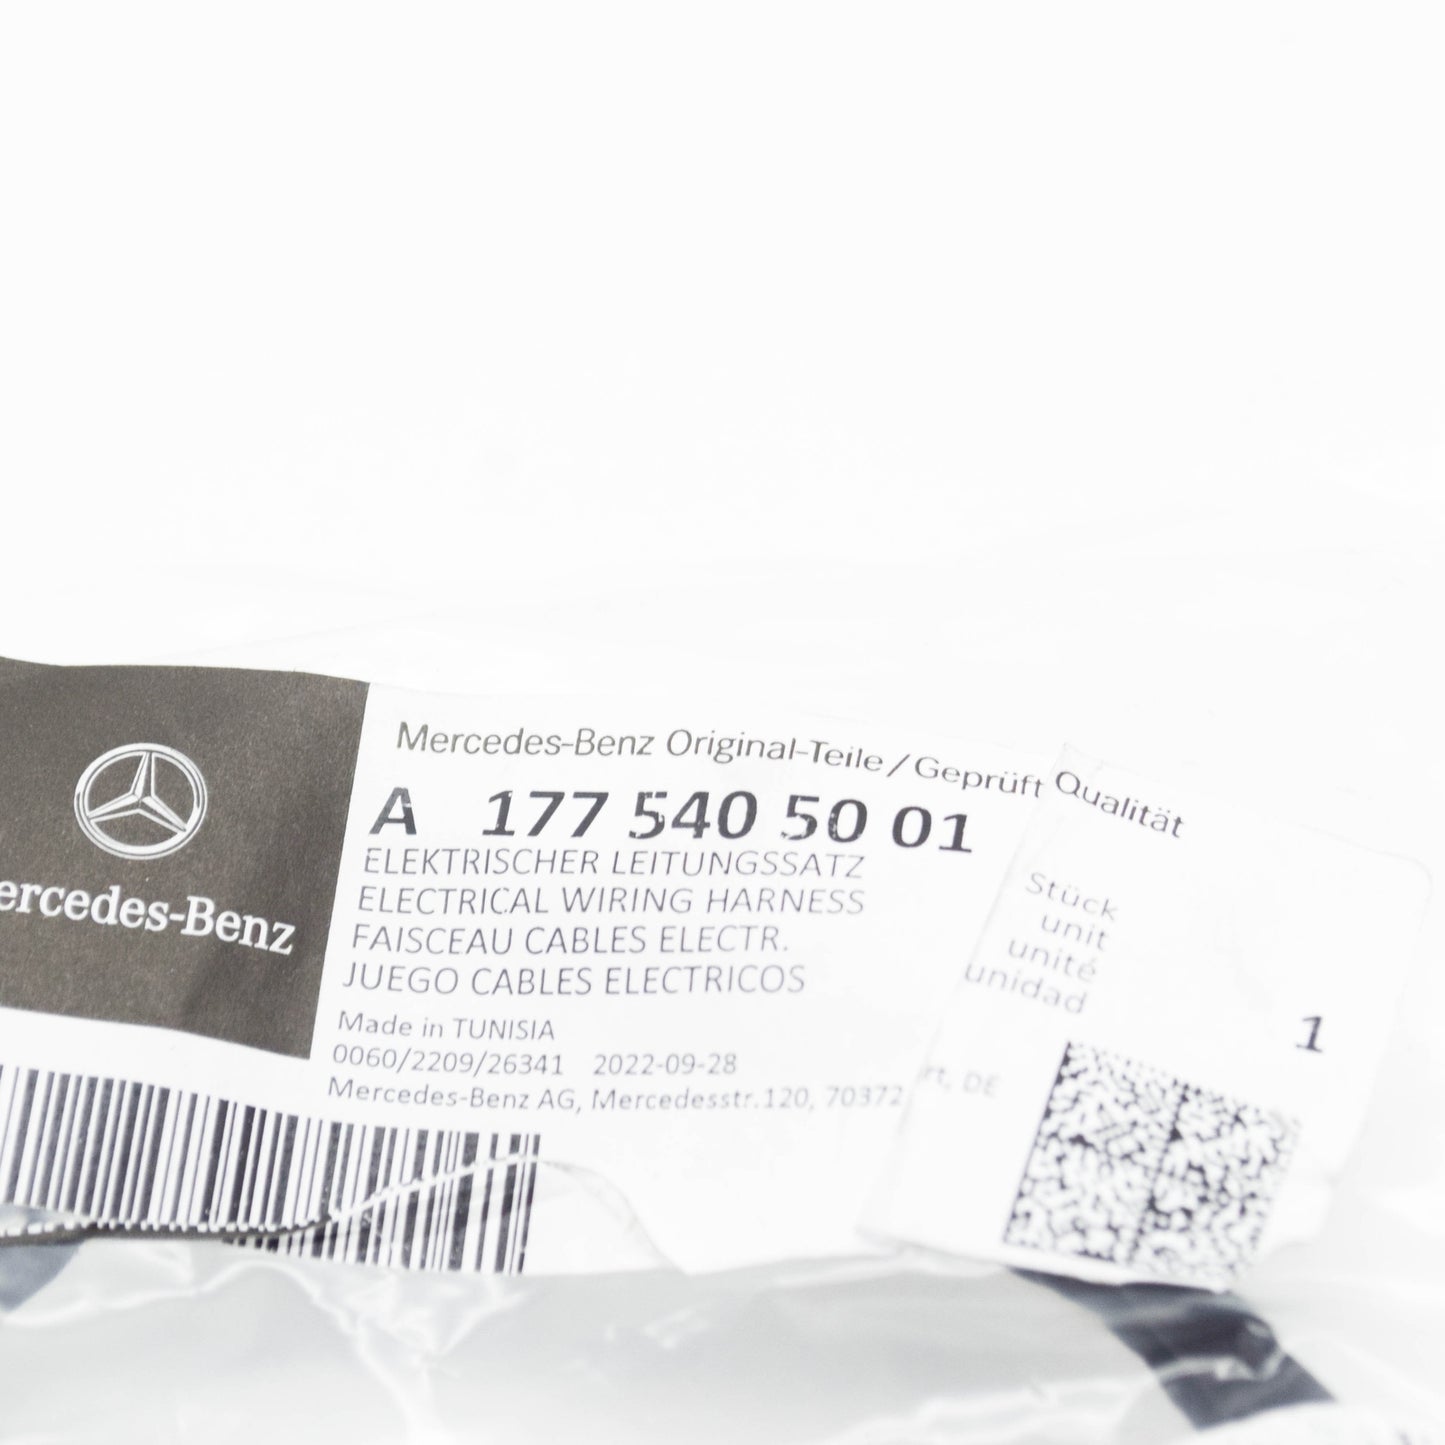 Mercedes-Benz Original-Teile / Geprüft Qualität
A 177 540 50 01
ELEKTRISCHER LEITUNGSSATZ
ELECTRICAL WIRING HARNESS
FAISCEAU CABLES ELECTR.
JUEGO CABLES ELECTRICOS
Made in TUNISIA
0060/2209/26341 2022-09-28
Mercedes-Benz AG, Mercedesstr.120, 70372 rt, DE
ercedes-Benz
Stück
unit
unité
unidad
1